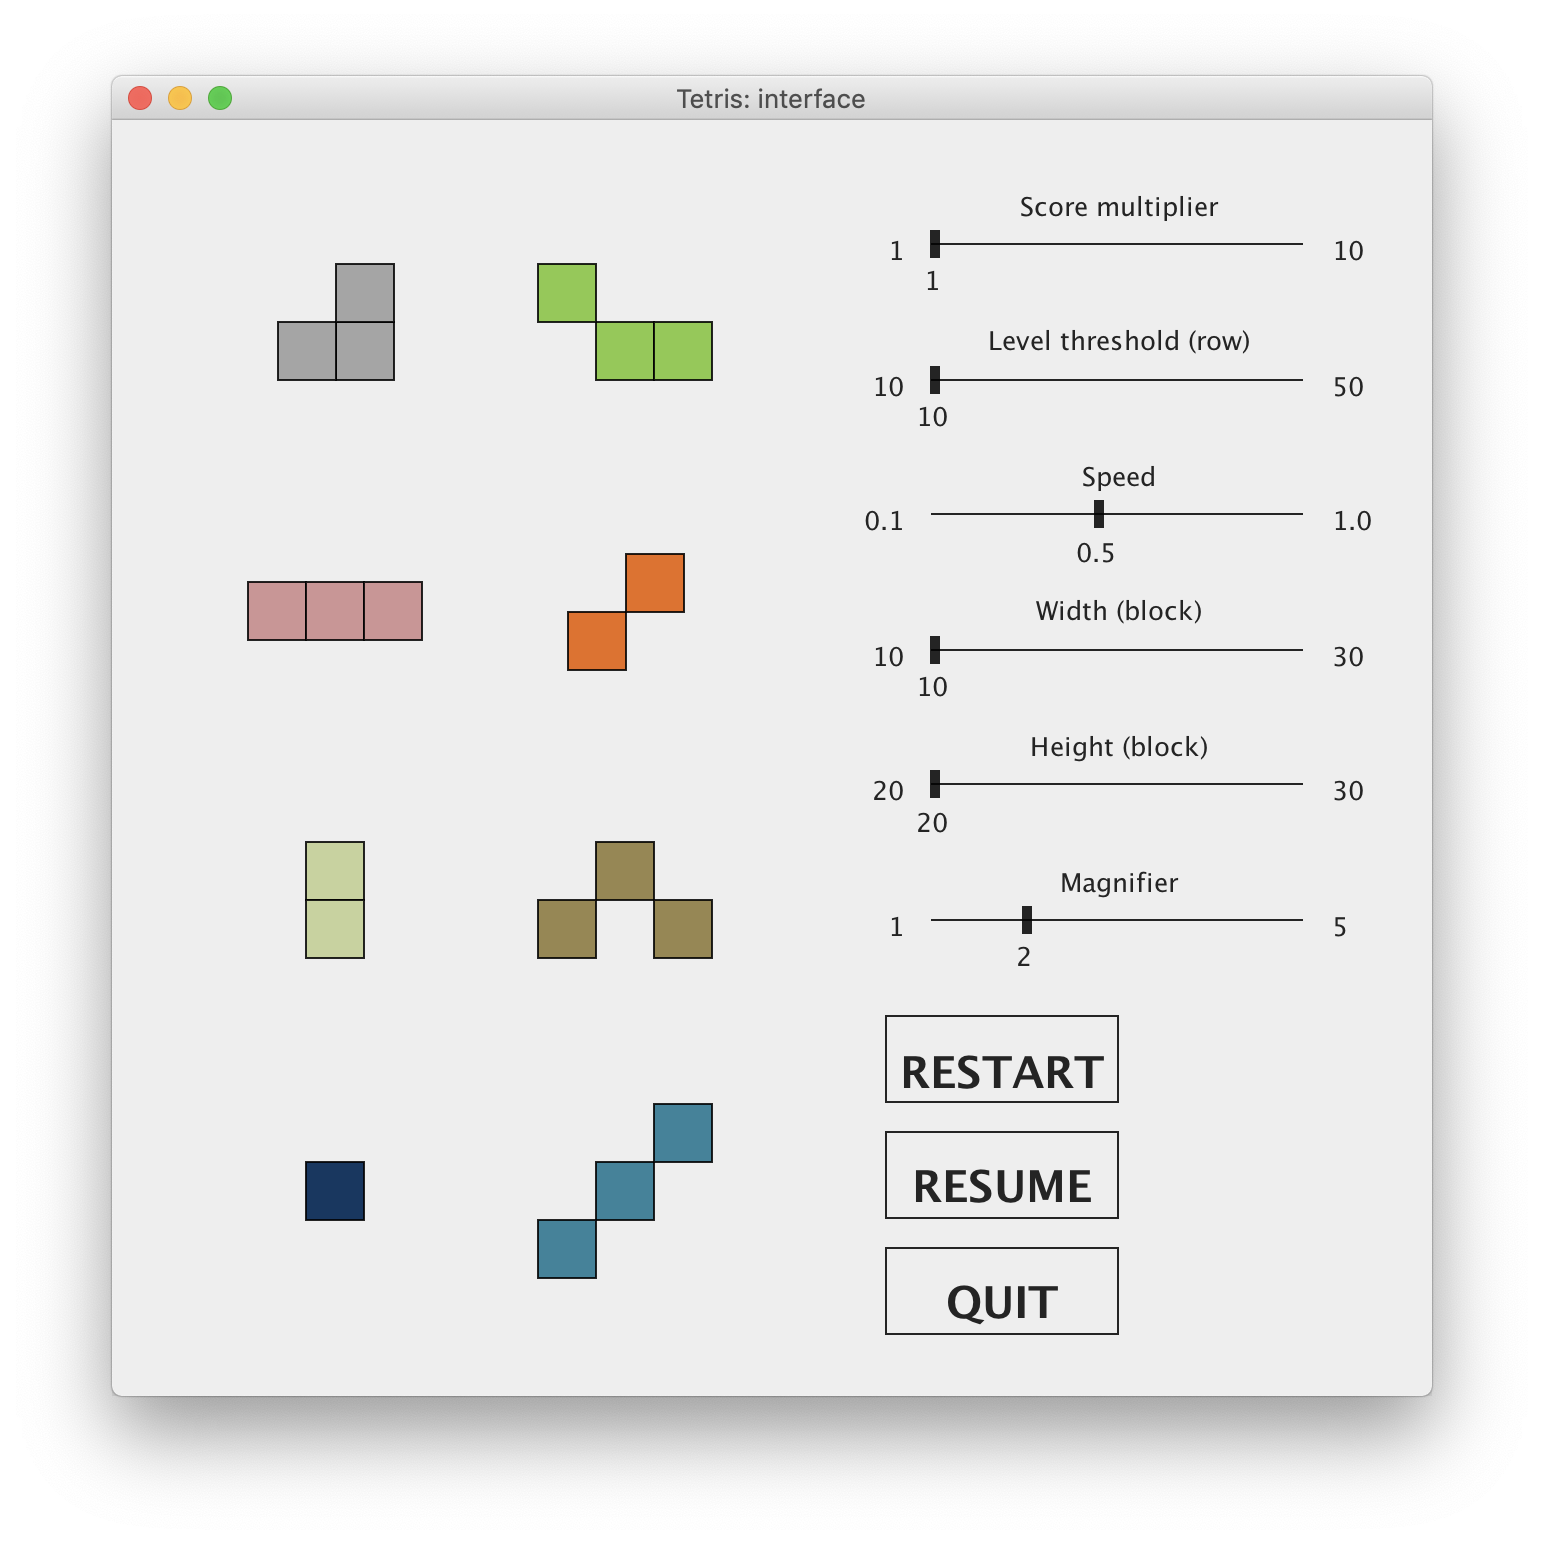 Tetris: interface
Score multiplier
1 10
1
Level threshold (row)
10 50
10
Speed
0.1 1.0
0.5
Width (block)
10 30
10
Height (block)
20 30
20
Magnifier
1 5
2
RESTART
RESUME
QUIT